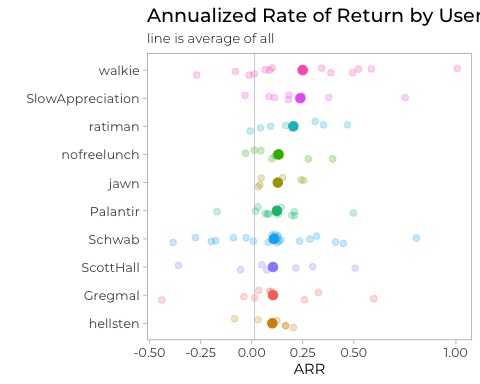 Annualized Rate of Return by User
line is average of all
walkie
SlowAppreciation
ratiman
nofreelunch
jawn
Palantir
Schwab
ScottHall
Gregmal
hellsten
-0.50 -0.25 0.00 0.25 0.50 1.00
ARR